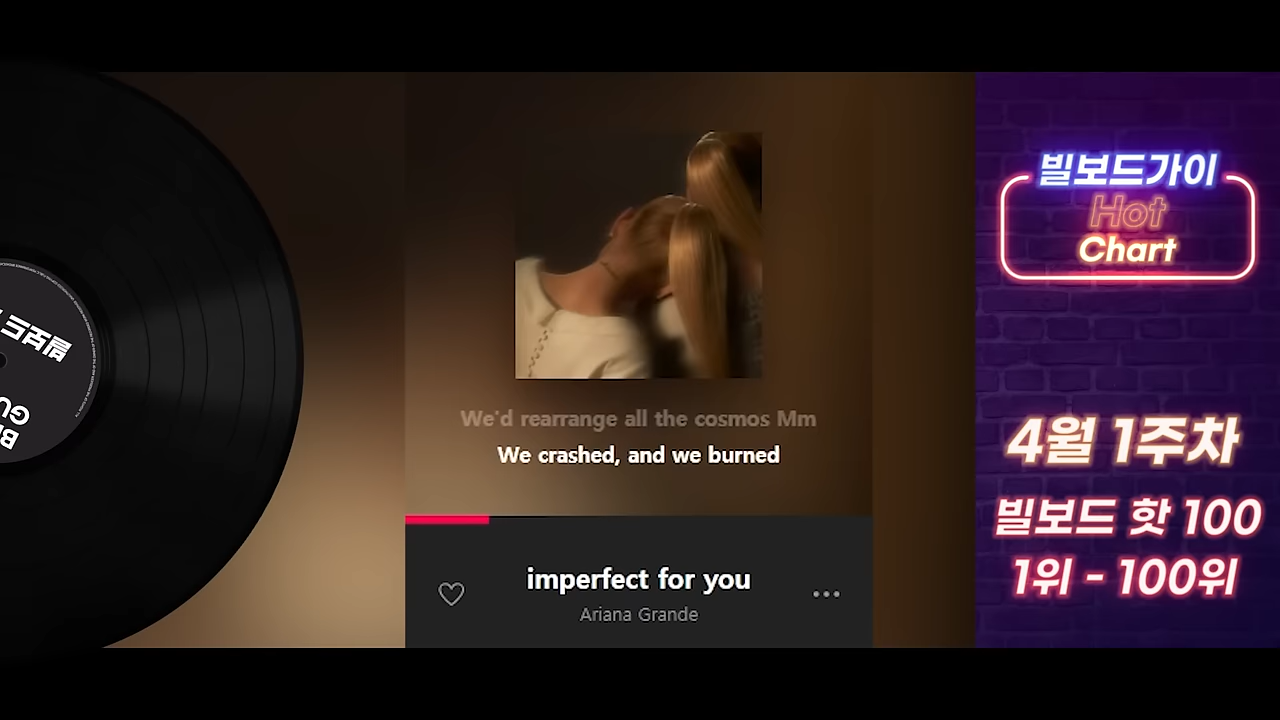 We'd rearrange all the cosmos Mm
We crashed, and we burned
imperfect for you
Ariana Grande
빌보드가이
Hot
Chart
4월 1주차
빌보드 핫 100
1위 - 100위